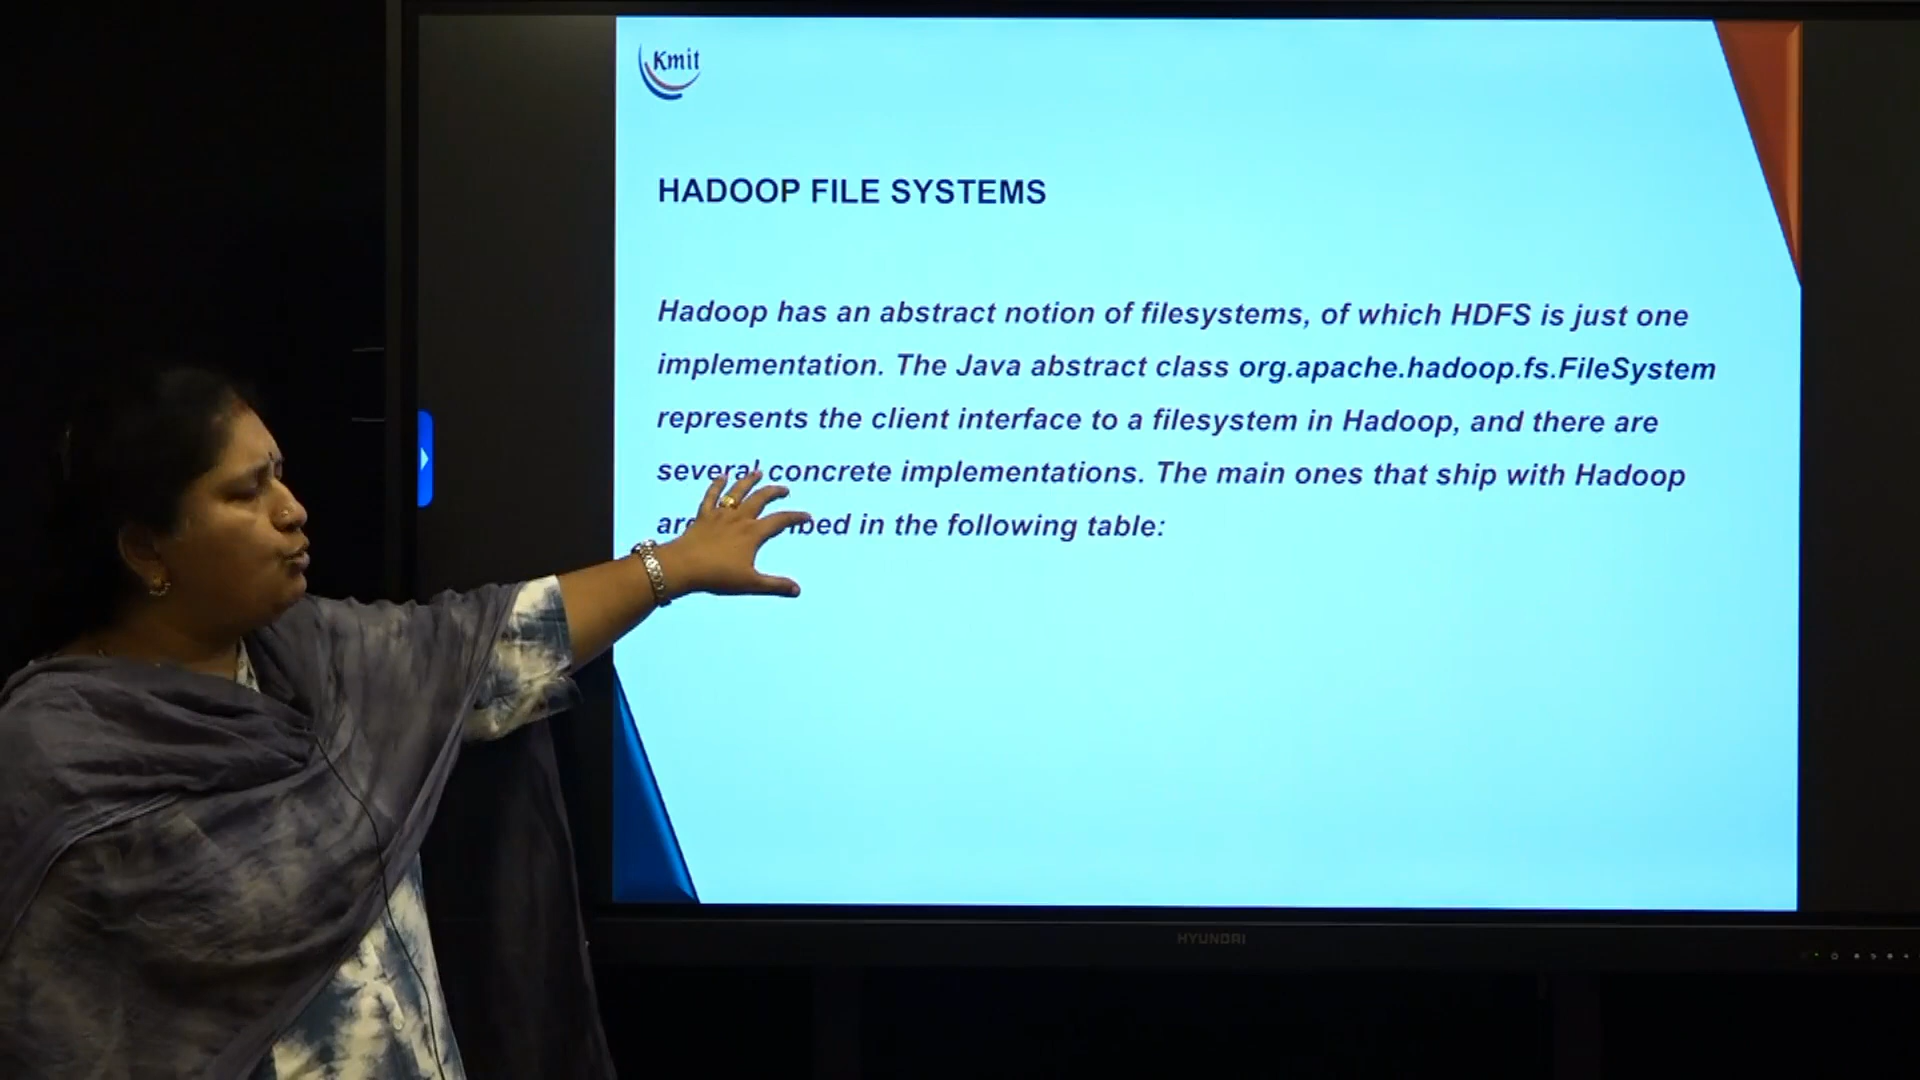 Kmit
HADOOP FILE SYSTEMS
Hadoop has an abstract notion of filesystems, of which HDFS is just one
implementation. The Java abstract class org.apache.hadoop.fs.FileSystem
represents the client interface to a filesystem in Hadoop, and there are
several concrete implementations. The main ones that ship with Hadoop
in the following table:
HYUNDAI